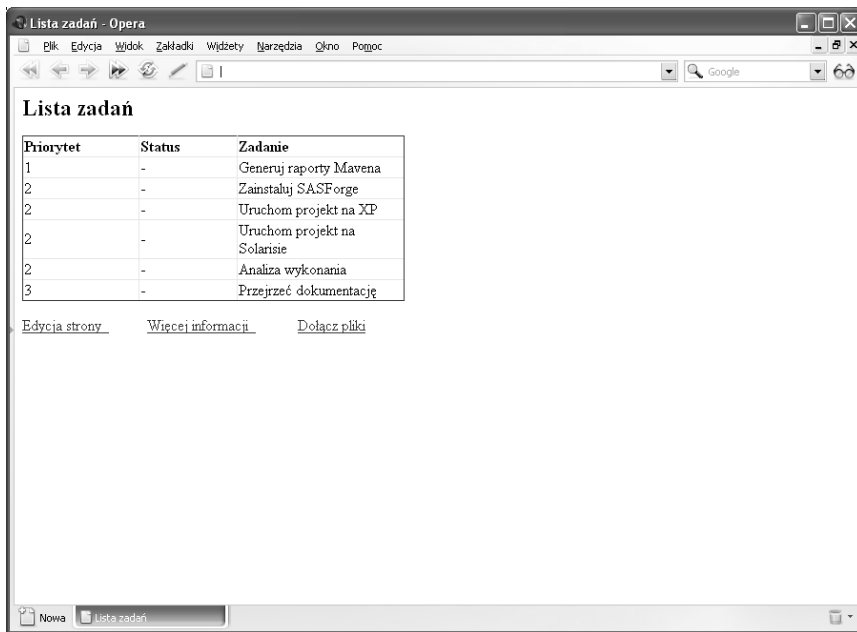 Lista zadań - Opera
Plik Edycja Widok Zakładki Widżety Narzędzia Okno Pomoc
Google
Lista zadań
Priorytet Status Zadanie
1 - Generuj raporty Mavena
2 - Zainstaluj SASForge
2 - Uruchom projekt na XP
2 - Uruchom projekt na
Solarisie
2 - Analiza wykonania
3 - Przejrzeć dokumentację
Edycja strony Więcej informacji Dołącz pliki
Nowa Lista zadań